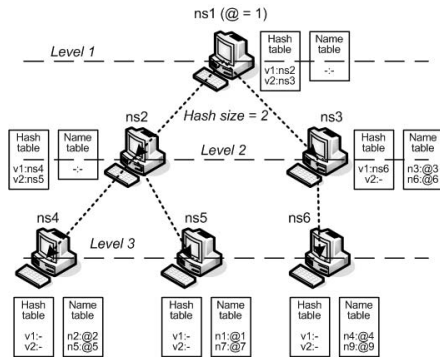 ns1 (@ = 1)
Level 1
Hash table
v1:ns2
v2:ns3
Name table
-:-
ns2
Hash size = 2
ns3
Hash table
v1:ns4
v2:ns5
Name table
-:-
Level 2
Hash table
v1:ns6
v2:-
Name table
n3:@3
n6:@6
ns4
ns5
ns6
Level 3
Hash table
v1:-
v2:-
Name table
n2:@2
n5:@5
Hash table
v1:-
v2:-
Name table
n1:@1
n7:@7
Hash table
v1:-
v2:-
Name table
n4:@4
n9:@9